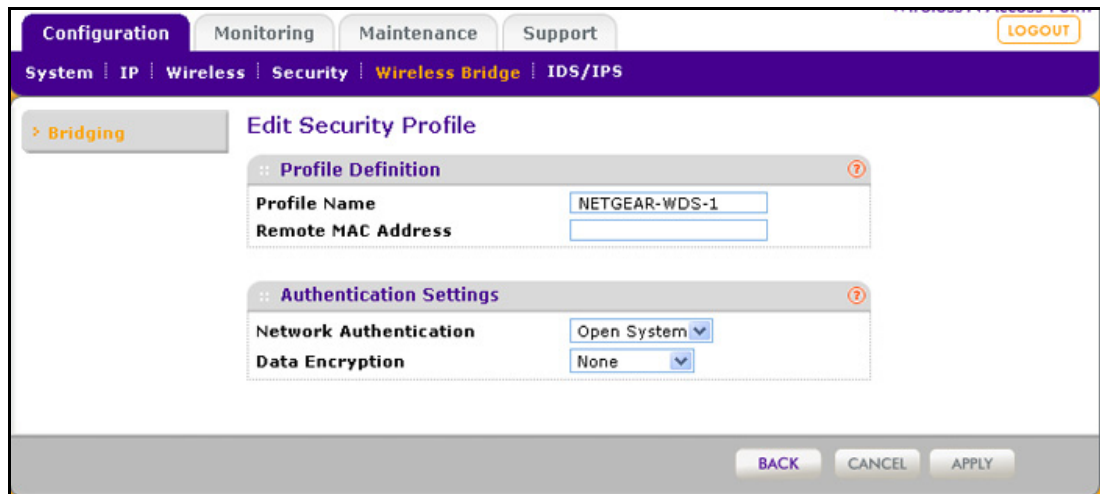 Configuration Monitoring Maintenance Support
LOGOUT
System IP Wireless Security Wireless Bridge IDS/IPS
> Bridging
Edit Security Profile
:: Profile Definition ?
Profile Name NETGEAR-WDS-1
Remote MAC Address
:: Authentication Settings ?
Network Authentication Open System
Data Encryption None
BACK CANCEL APPLY